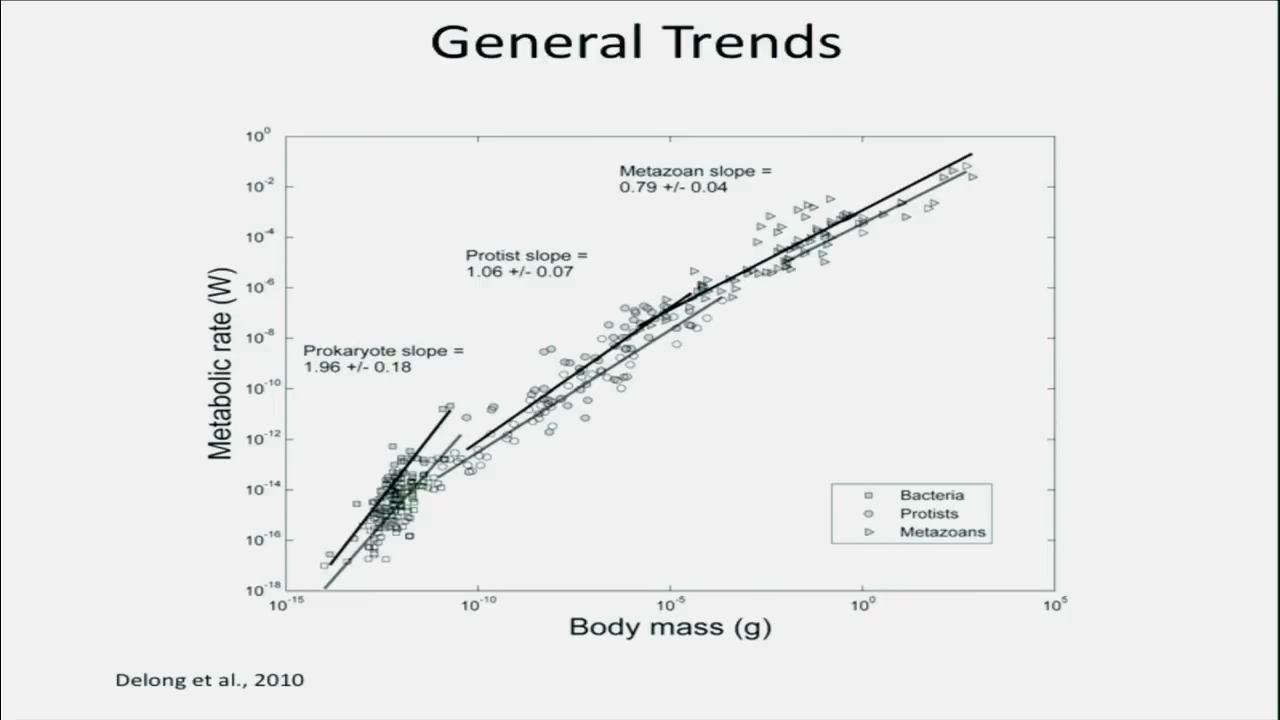 General Trends
10^0
10^-2
10^-4
10^-6
10^-8
10^-10
10^-12
10^-14
10^-16
10^-18
Metabolic rate (W)
Metazoan slope =
0.79 +/- 0.04
Protist slope =
1.06 +/- 0.07
Prokaryote slope =
1.96 +/- 0.18
Bacteria
Protists
Metazoans
10^-15 10^-10 10^-5 10^0 10^5
Body mass (g)
Delong et al., 2010